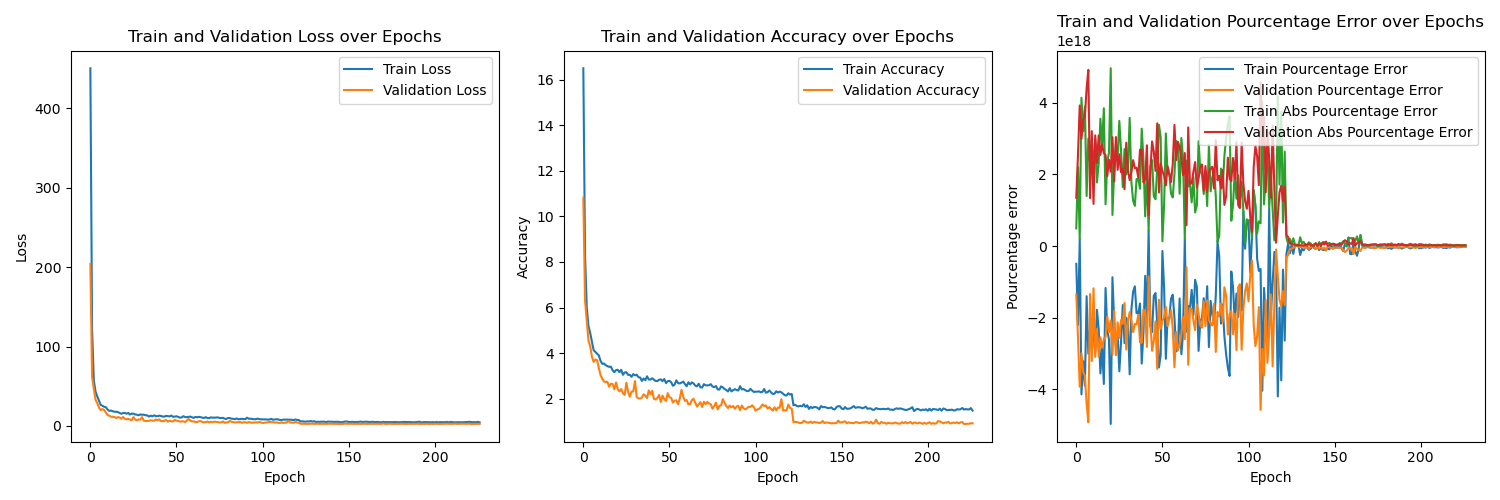 Train and Validation Loss over Epochs
Loss
400
300
200
100
0
Train Loss
Validation Loss
0 50 100 150 200
Epoch
Train and Validation Accuracy over Epochs
Accuracy
16
14
12
10
8
6
4
2
Train Accuracy
Validation Accuracy
0 50 100 150 200
Epoch
Train and Validation Pourcentage Error over Epochs
1e18
Pourcentage error
4
2
0
−2
−4
Train Pourcentage Error
Validation Pourcentage Error
Train Abs Pourcentage Error
Validation Abs Pourcentage Error
0 50 100 150 200
Epoch